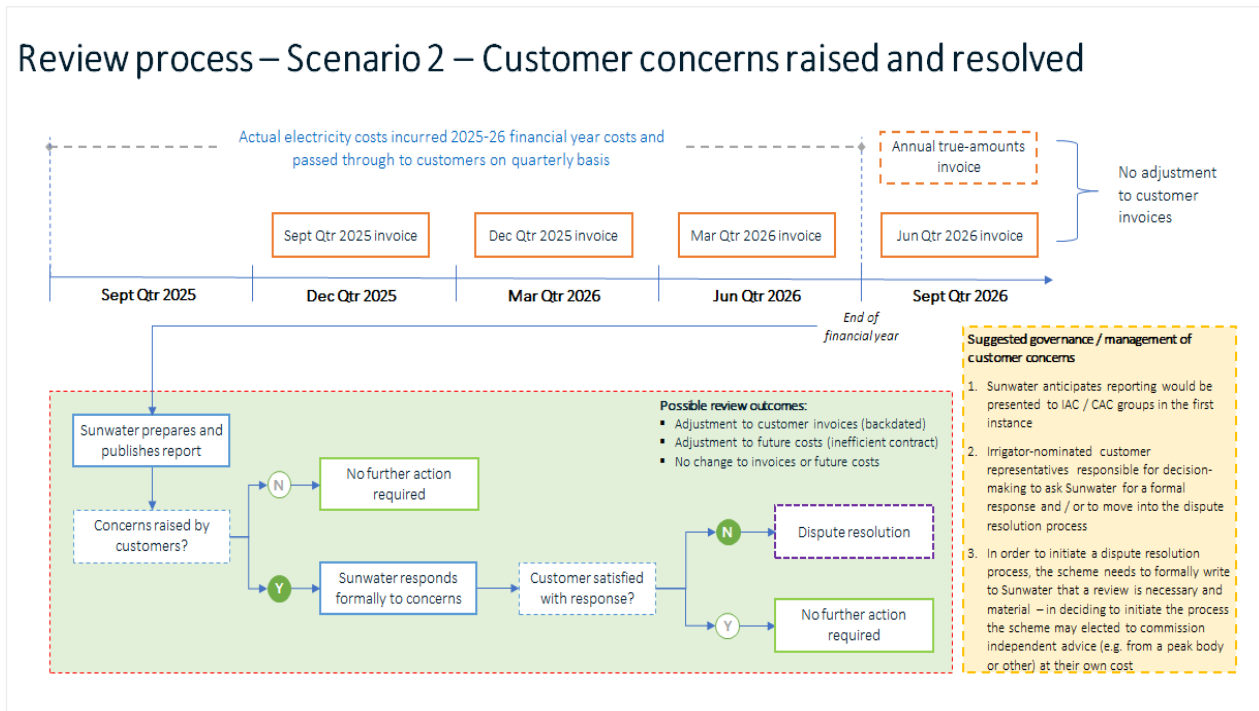 Review process – Scenario 2 – Customer concerns raised and resolved
Actual electricity costs incurred 2025-26 financial year costs and
passed through to customers on quarterly basis
Annual true-amounts
invoice
No adjustment
to customer
invoices
Sept Qtr 2025 invoice
Dec Qtr 2025 invoice
Mar Qtr 2026 invoice
Jun Qtr 2026 invoice
Sept Qtr 2025
Dec Qtr 2025
Mar Qtr 2026
Jun Qtr 2026
Sept Qtr 2026
End of
financial year
Sunwater prepares and
publishes report
Concerns raised by
customers?
N
No further action
required
Y
Sunwater responds
formally to concerns
Customer satisfied
with response?
Possible review outcomes:
▪ Adjustment to customer invoices (backdated)
▪ Adjustment to future costs (inefficient contract)
▪ No change to invoices or future costs
N
Dispute resolution
Y
No further action
required
Suggested governance / management of
customer concerns
1. Sunwater anticipates reporting would be
presented to IAC / CAC groups in the first
instance
2. Irrigator-nominated customer
representatives responsible for decision-
making to ask Sunwater for a formal
response and / or to move into the dispute
resolution process
3. In order to initiate a dispute resolution
process, the scheme needs to formally write
to Sunwater that a review is necessary and
material – in deciding to initiate the process
the scheme may elected to commission
independent advice (e.g. from a peak body
or other) at their own cost